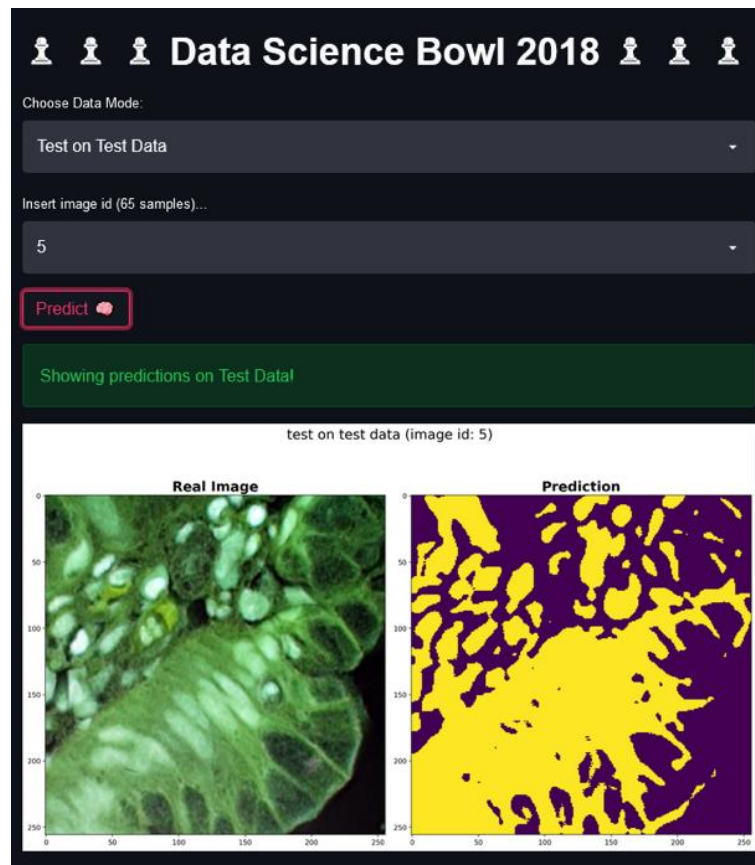 ♟ ♟ ♟ Data Science Bowl 2018 ♟ ♟ ♟
Choose Data Mode:
Test on Test Data
Insert image id (65 samples)...
5
Predict 🧠
Showing predictions on Test Data!
test on test data (image id: 5)
Real Image Prediction
0 0
50 50
100 100
150 150
200 200
250 250
0 50 100 150 200 250 0 50 100 150 200 250